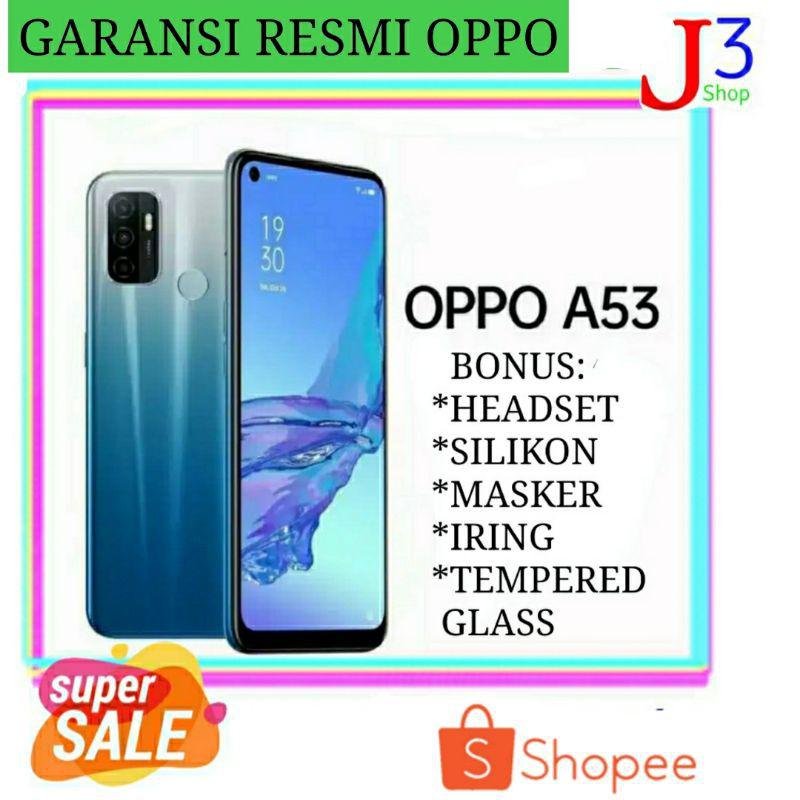 GARANSI RESMI OPPO
J3
Shop
19
30
OPPO A53
BONUS:
*HEADSET
*SILIKON
*MASKER
*IRING
*TEMPERED
GLASS
super
SALE
S Shopee